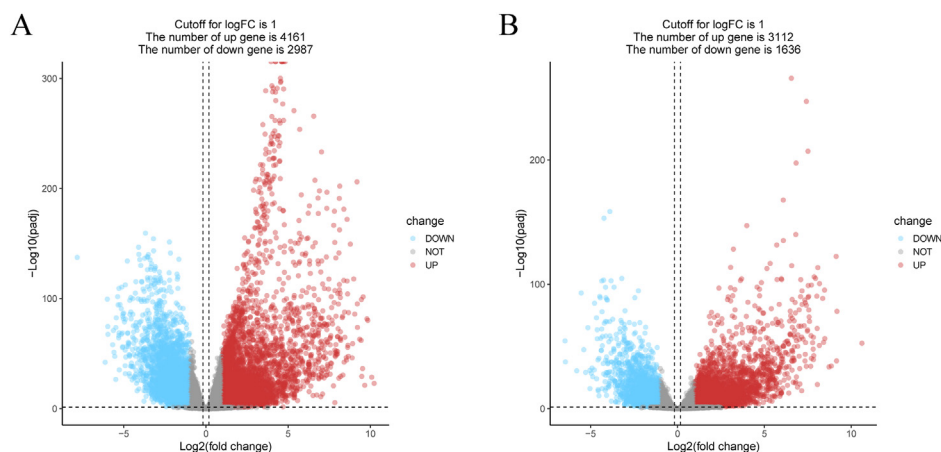 A
Cutoff for logFC is 1
The number of up gene is 4161
The number of down gene is 2987
300
200
100
0
−Log10(padj)
−5
0
5
10
Log2(fold change)
change
DOWN
NOT
UP
B
Cutoff for logFC is 1
The number of up gene is 3112
The number of down gene is 1636
200
100
0
−Log10(padj)
−5
0
5
10
Log2(fold change)
change
DOWN
NOT
UP